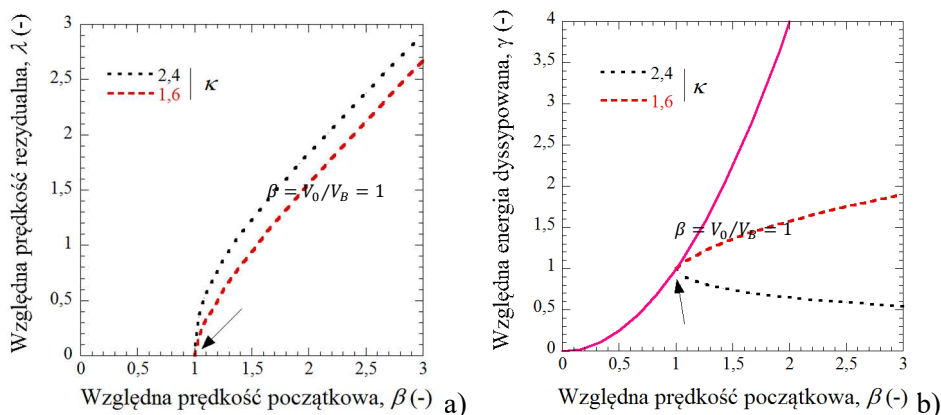 Względna prędkość rezydualna, λ (-)
3
2,5
2
1,5
1
0,5
0
2,4
1,6
κ
β = V₀/V_B = 1
0 0,5 1 1,5 2 2,5 3
Względna prędkość początkowa, β (-)
a)
Względna energia dyssypowana, γ (-)
4
3,5
3
2,5
2
1,5
1
0,5
0
2,4
1,6
κ
β = V₀/V_B = 1
0 0,5 1 1,5 2 2,5 3
Względna prędkość początkowa, β (-)
b)